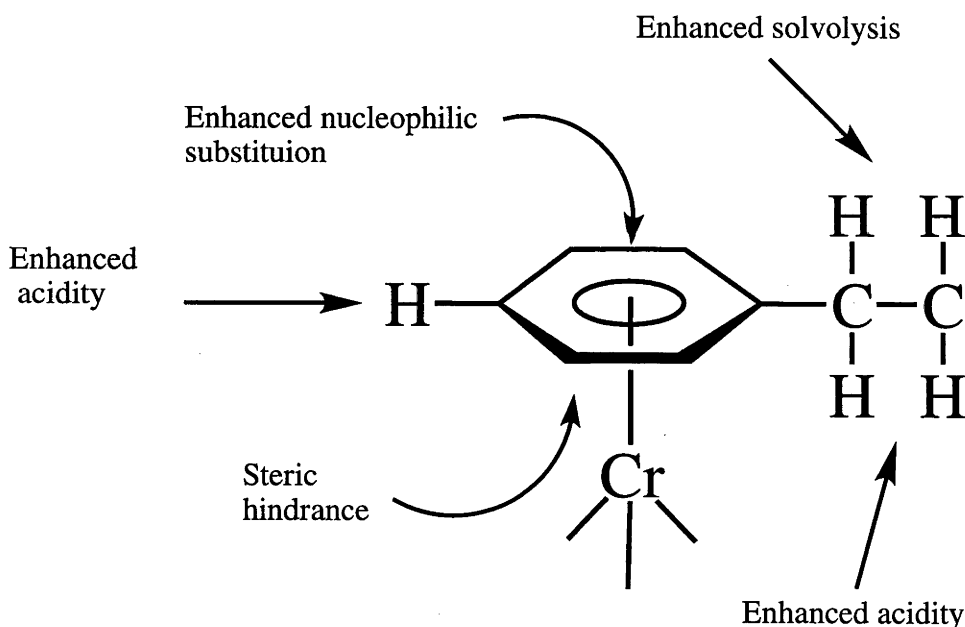 Enhanced solvolysis
Enhanced nucleophilic
substituion
H H
Enhanced
acidity
H C C
H H
Steric
hindrance
Cr
Enhanced acidity